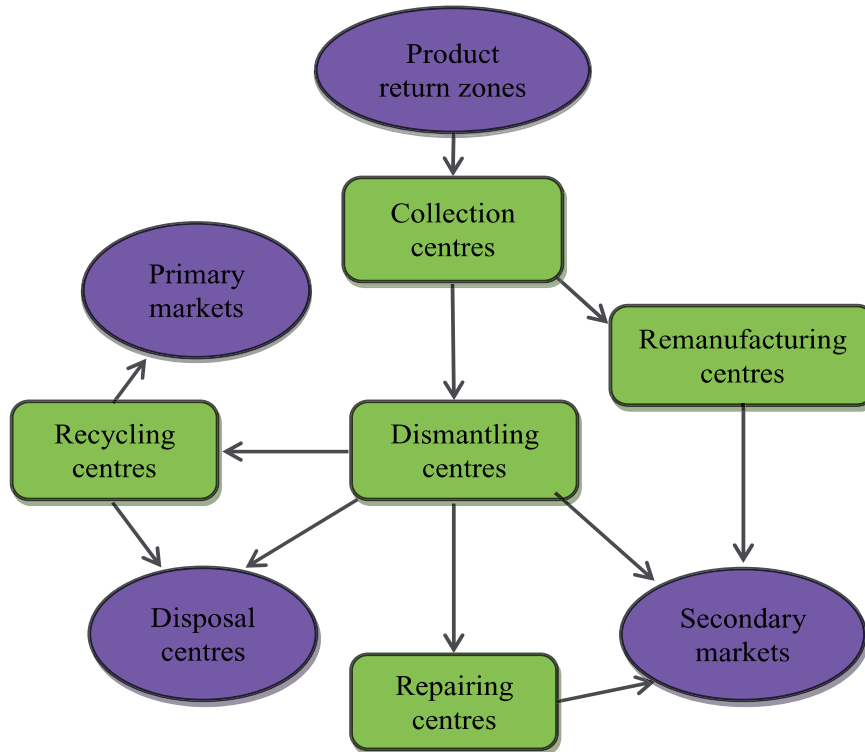 Product
return zones
Collection
centres
Primary
markets
Remanufacturing
centres
Recycling
centres
Dismantling
centres
Disposal
centres
Secondary
markets
Repairing
centres